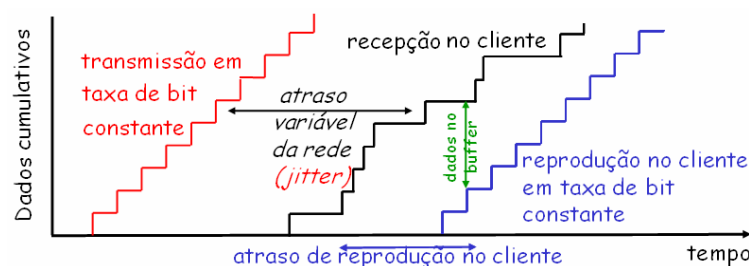 Dados cumulativos
transmissão em
taxa de bit
constante
atraso
variável
da rede
(jitter)
recepção no cliente
dados no
buffer
reprodução no cliente
em taxa de bit
constante
atraso de reprodução no cliente
tempo